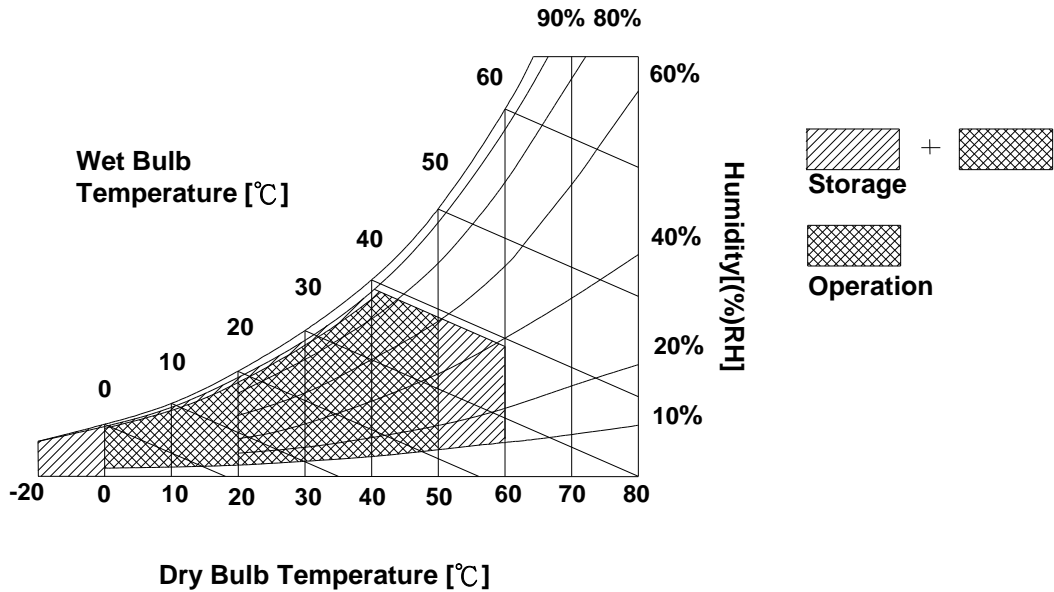 90% 80%
60
60%
Wet Bulb
Temperature [℃]
50
40
40%
30
20
20%
10
10%
0
Humidity[(%)RH]
-20 0 10 20 30 40 50 60 70 80
Dry Bulb Temperature [℃]
+
Storage
Operation